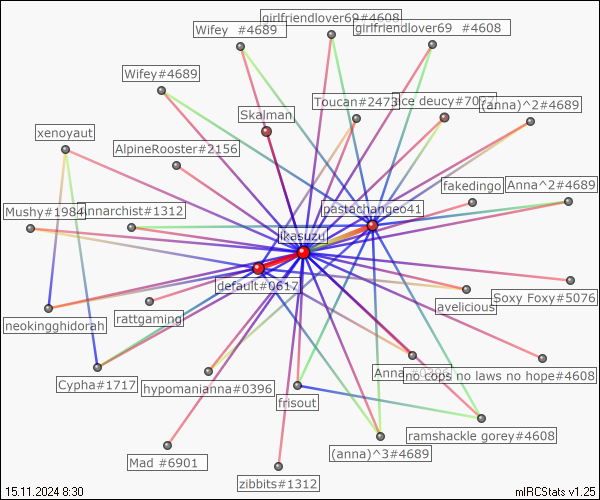 girlfriendlover69#4608
Wifey #4689
girlfriendlover69 #4608
Wifey#4689
Toucan#2473
ice deucy#7
(anna)^2#4689
Skalman
xenoyaut
AlpineRooster#2156
fakedingo
Anna^2#4689
Mushy#1984
Annarchist#1312
pastachangeo41
ikasuzu
default#0617
Soxy Foxy#5076
avelicious
rattgaming
neokingghidorah
Cypha#1717
hypomanianna#0396
Anna
no cops no laws no hope#4608
frisout
ramshackle gorey#4608
(anna)^3#4689
Mad #6901
zibbits#1312
15.11.2024 8:30
mIRCStats v1.25